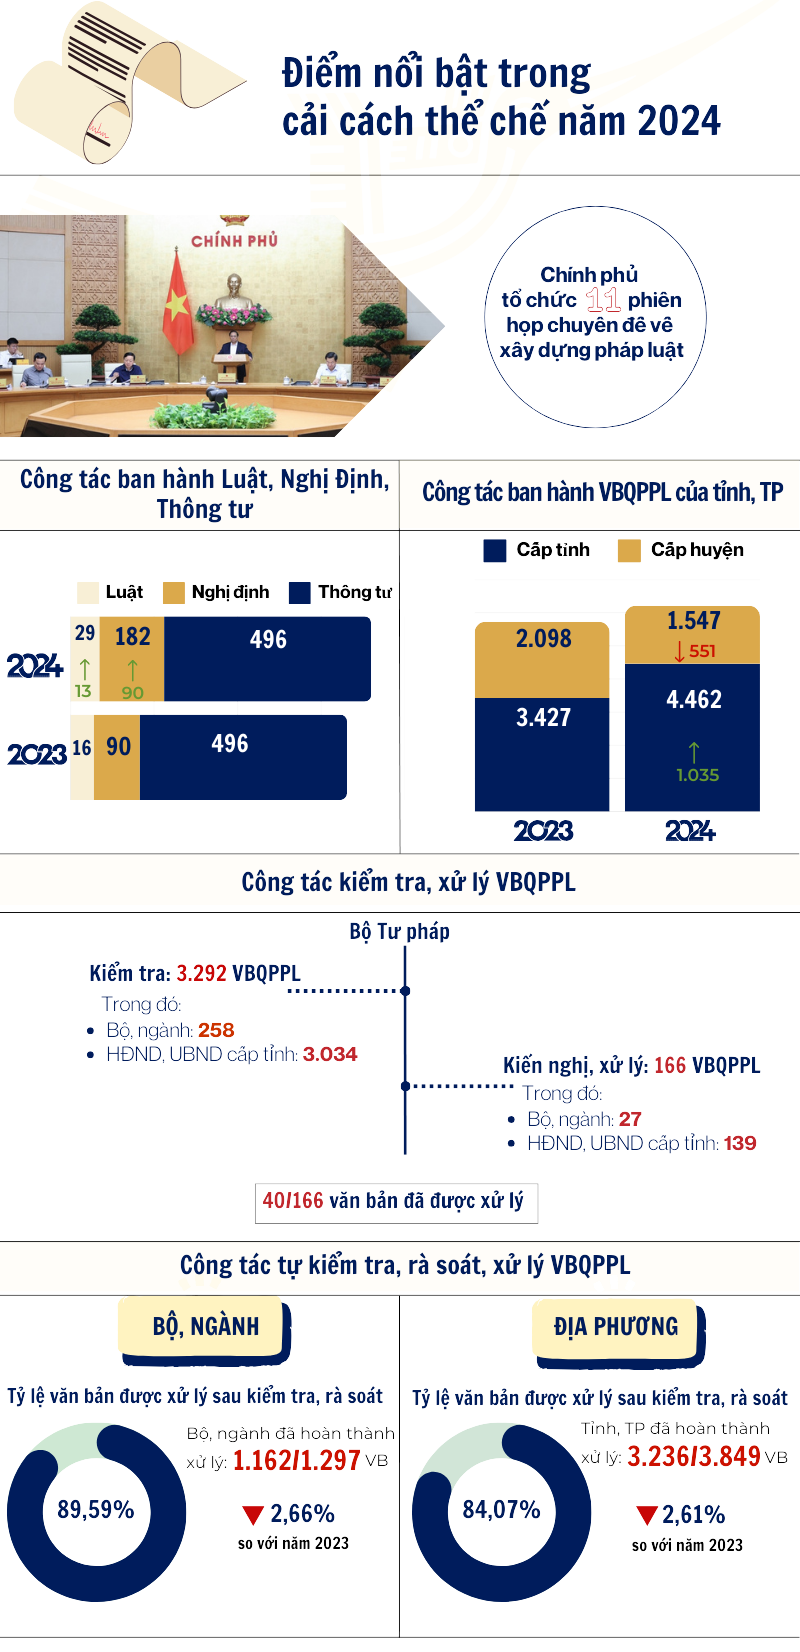 Điểm nổi bật trong
cải cách thể chế năm 2024
CHÍNH PHỦ
Chính phủ
tổ chức 11 phiên
họp chuyên đề về
xây dựng pháp luật
Công tác ban hành Luật, Nghị Định,
Thông tư
Luật Nghị định Thông tư
2024
29 182 496
13 90
2023
16 90 496
Công tác ban hành VBQPPL của tỉnh, TP
Cấp tỉnh Cấp huyện
2.098
3.427
1.547
551
4.462
1.035
2023 2024
Công tác kiểm tra, xử lý VBQPPL
Bộ Tư pháp
Kiểm tra: 3.292 VBQPPL
Trong đó:
• Bộ, ngành: 258
• HĐND, UBND cấp tỉnh: 3.034
Kiến nghị, xử lý: 166 VBQPPL
Trong đó:
• Bộ, ngành: 27
• HĐND, UBND cấp tỉnh: 139
40/166 văn bản đã được xử lý
Công tác tự kiểm tra, rà soát, xử lý VBQPPL
BỘ, NGÀNH
Tỷ lệ văn bản được xử lý sau kiểm tra, rà soát
Bộ, ngành đã hoàn thành
xử lý: 1.162/1.297 VB
89,59%
2,66%
so với năm 2023
ĐỊA PHƯƠNG
Tỷ lệ văn bản được xử lý sau kiểm tra, rà soát
Tỉnh, TP đã hoàn thành
xử lý: 3.236/3.849 VB
84,07%
2,61%
so với năm 2023